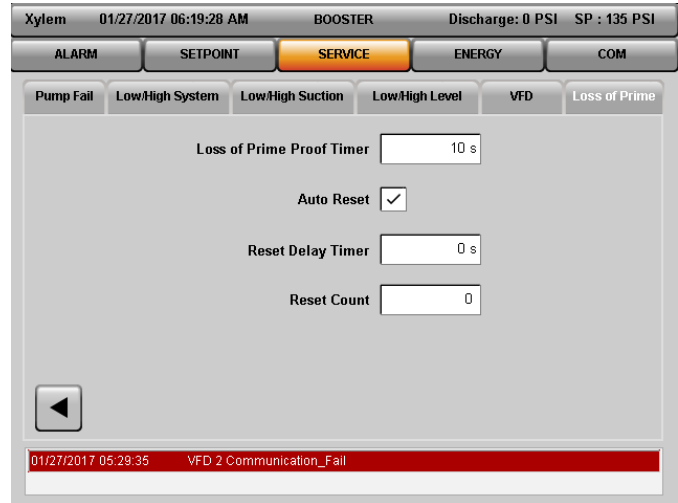 Xylem 01/27/2017 06:19:28 AM BOOSTER Discharge: 0 PSI SP : 135 PSI
ALARM SETPOINT SERVICE ENERGY COM
Pump Fail Low/High System Low/High Suction Low/High Level VFD Loss of Prime
Loss of Prime Proof Timer 10 s
Auto Reset
Reset Delay Timer 0 s
Reset Count 0
01/27/2017 05:29:35 VFD 2 Communication_Fail